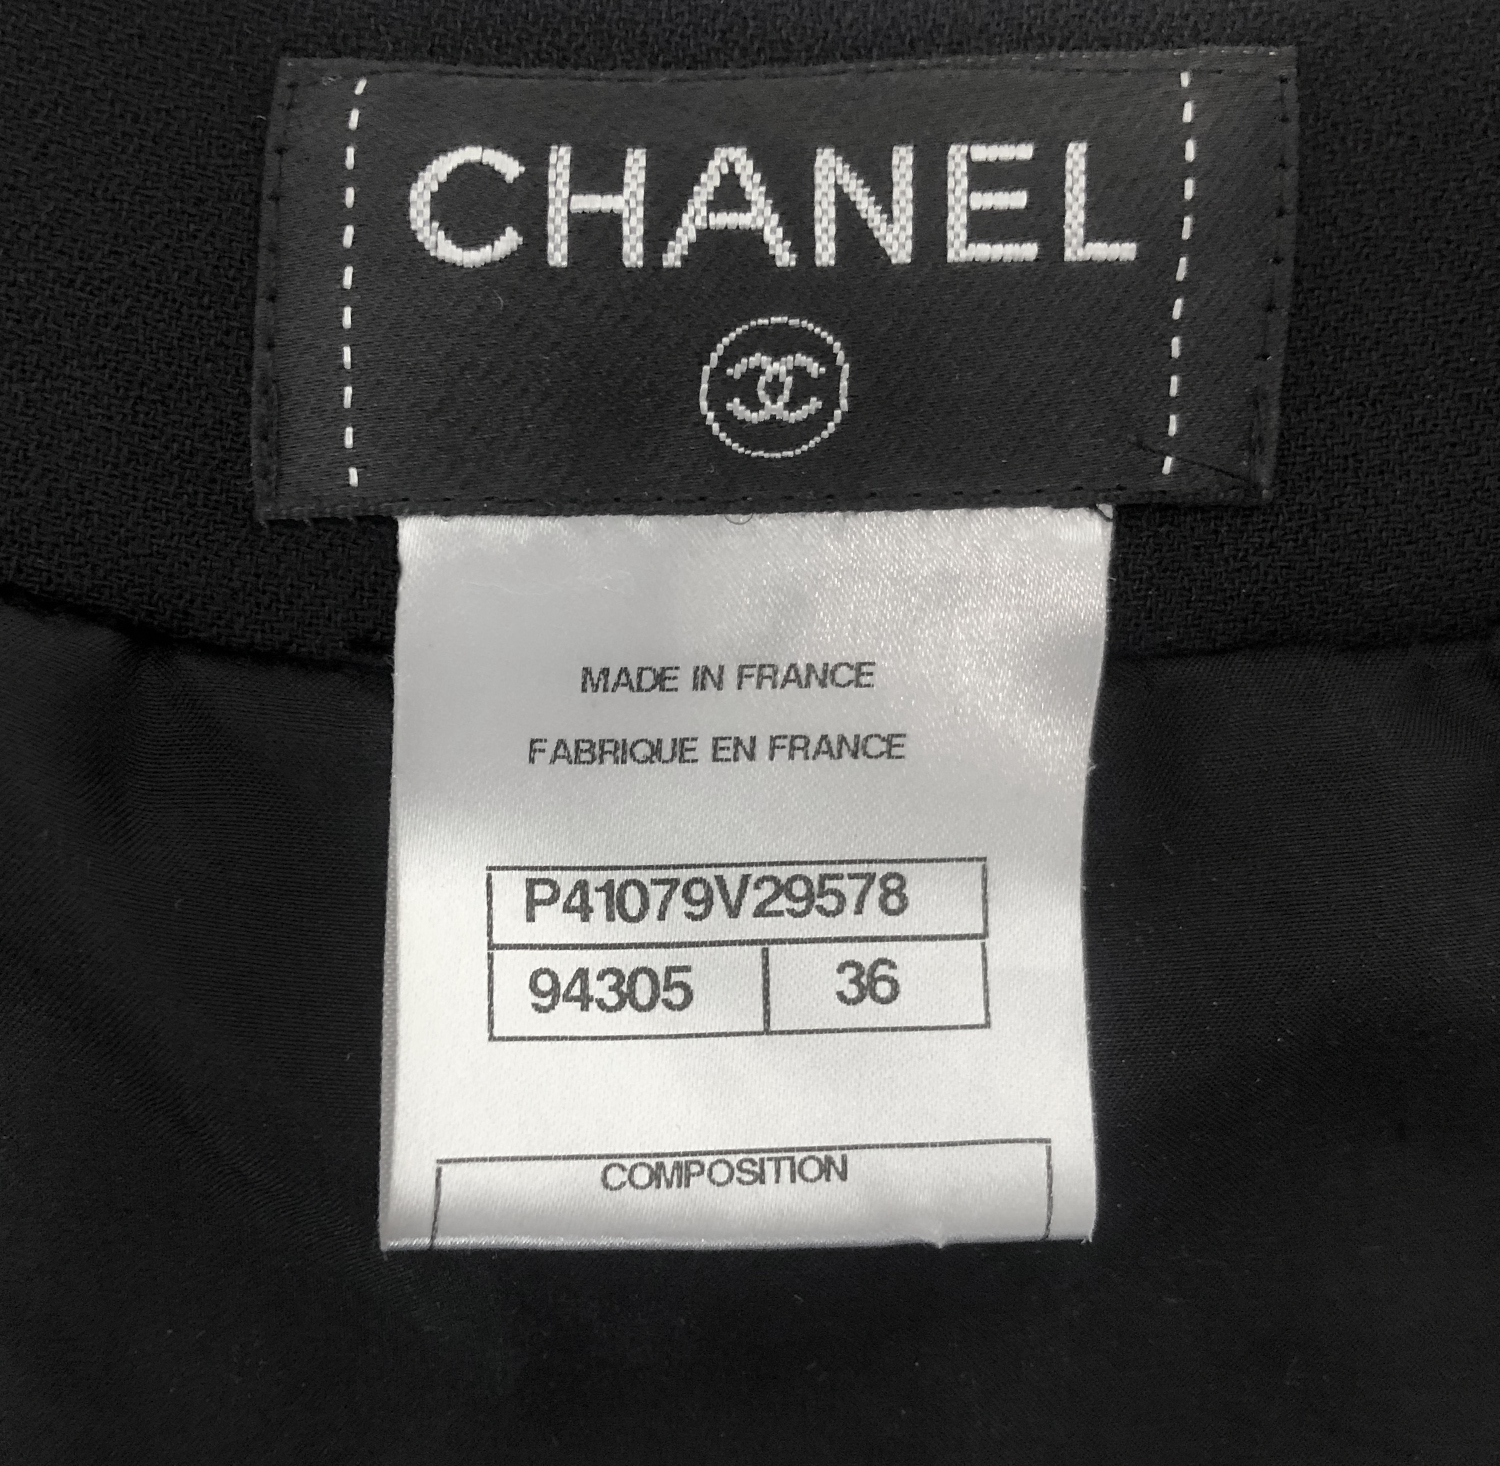 CHANEL
MADE IN FRANCE
FABRIQUE EN FRANCE
P41079V29578
94305 36
COMPOSITION